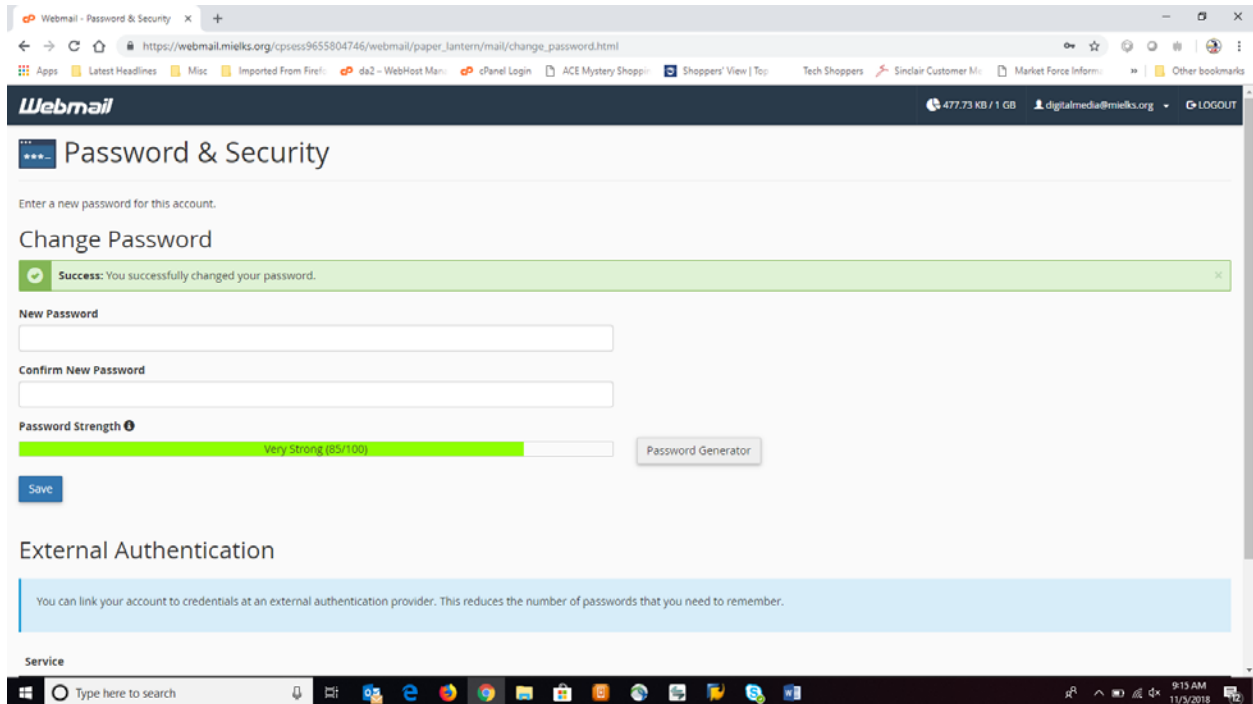 Webmail - Password & Security
https://webmail.mielks.org/cpsess9655804746/webmail/paper_lantern/mail/change_password.html
Apps Latest Headlines Misc Imported From Firefo da2 – WebHost Mana cPanel Login ACE Mystery Shoppin Shoppers' View | Top Tech Shoppers Sinclair Customer Me Market Force Inform » Other bookmarks
Webmail 477.73 KB / 1 GB digitalmedia@mielks.org LOGOUT
Password & Security
Enter a new password for this account.
Change Password
Success: You successfully changed your password.
New Password
Confirm New Password
Password Strength
Very Strong (85/100) Password Generator
Save
External Authentication
You can link your account to credentials at an external authentication provider. This reduces the number of passwords that you need to remember.
Service
Type here to search
9:15 AM
11/5/2018